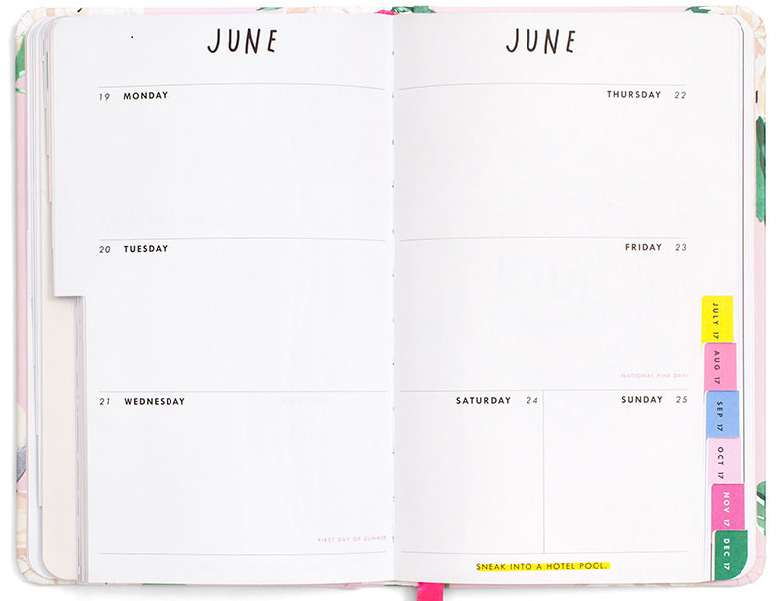 JUNE
19 MONDAY
20 TUESDAY
21 WEDNESDAY
FIRST DAY OF SUMMER
JUNE
THURSDAY 22
FRIDAY 23
NATIONAL PINK DAY!
SATURDAY 24
SUNDAY 25
SNEAK INTO A HOTEL POOL.
JULY 17
AUG 17
SEP 17
OCT 17
NOV 17
DEC 17